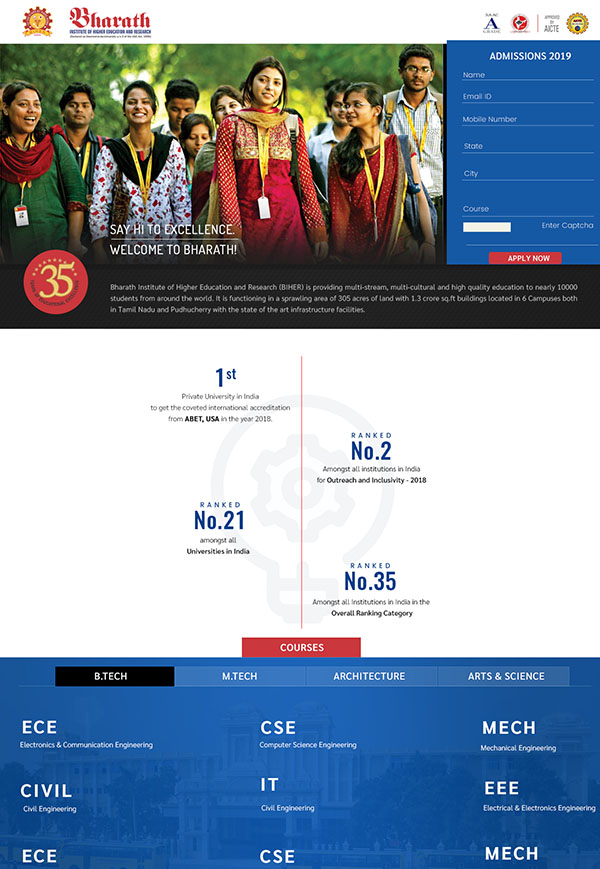 Bharath
INSTITUTE OF HIGHER EDUCATION AND RESEARCH
APPROVED
BY
AICTE
ADMISSIONS 2019
Name
Email ID
Mobile Number
State
City
Course
Enter Captcha
APPLY NOW
SAY HI TO EXCELLENCE.
WELCOME TO BHARATH!
35
Bharath Institute of Higher Education and Research (BIHER) is providing multi-stream, multi-cultural and high quality education to nearly 10000
students from around the world. It is functioning in a sprawling area of 305 acres of land with 1.3 crore sq.ft buildings located in 6 Campuses both
in Tamil Nadu and Pudhucherry with the state of the art infrastructure facilities.
1st
Private University in India
to get the coveted international accreditation
from ABET, USA in the year 2018.
RANKED
No.2
Amongst all institutions in India
for Outreach and Inclusivity - 2018
RANKED
No.21
amongst all
Universities in India
RANKED
No.35
Amongst all Institutions in India in the
Overall Ranking Category
COURSES
B.TECH
M.TECH
ARCHITECTURE
ARTS & SCIENCE
ECE
Electronics & Communication Engineering
CSE
Computer Science Engineering
MECH
Mechanical Engineering
CIVIL
Civil Engineering
IT
Civil Engineering
EEE
Electrical & Electronics Engineering
ECE
CSE
MECH